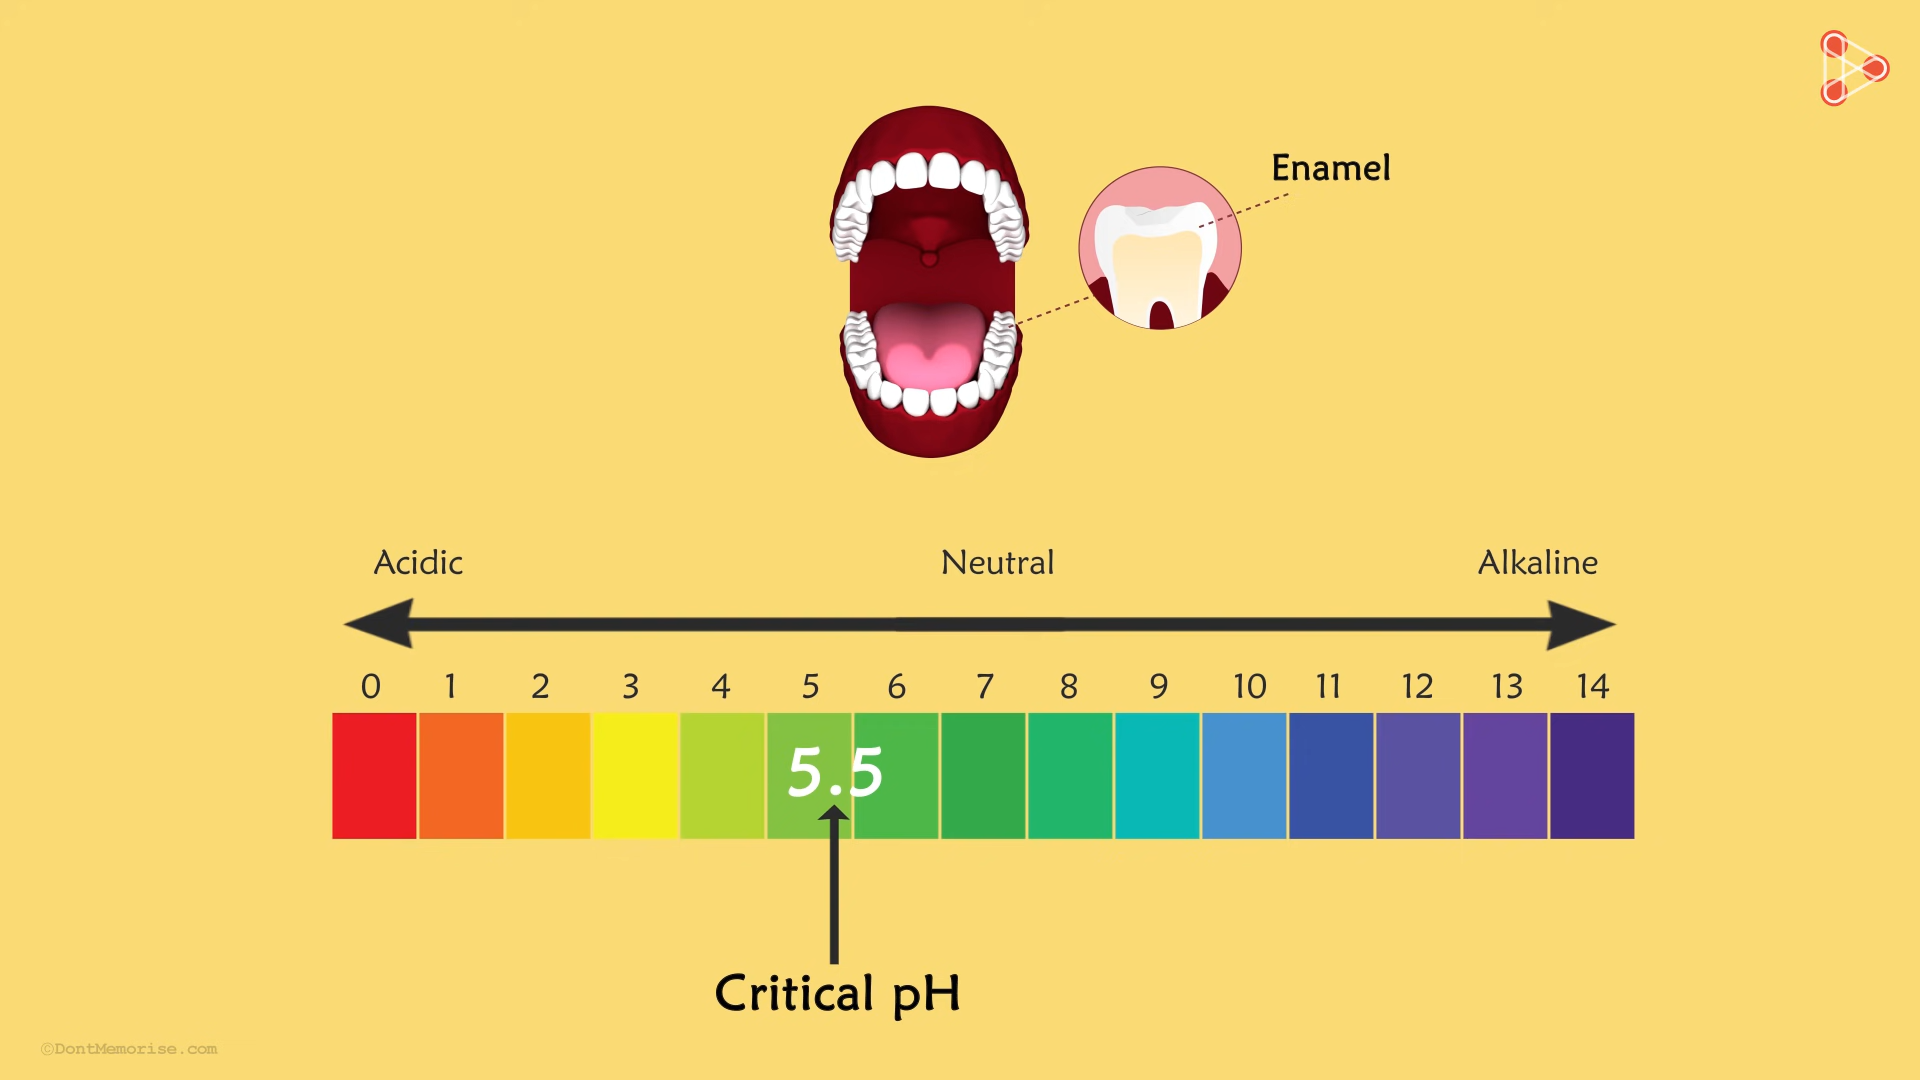 Enamel
Acidic Neutral Alkaline
0 1 2 3 4 5 6 7 8 9 10 11 12 13 14
5.5
Critical pH
©DontMemorise.com